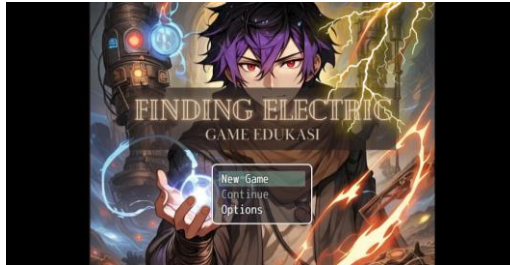 FINDING ELECTRIC
GAME EDUKASI
New Game
Continue
Options